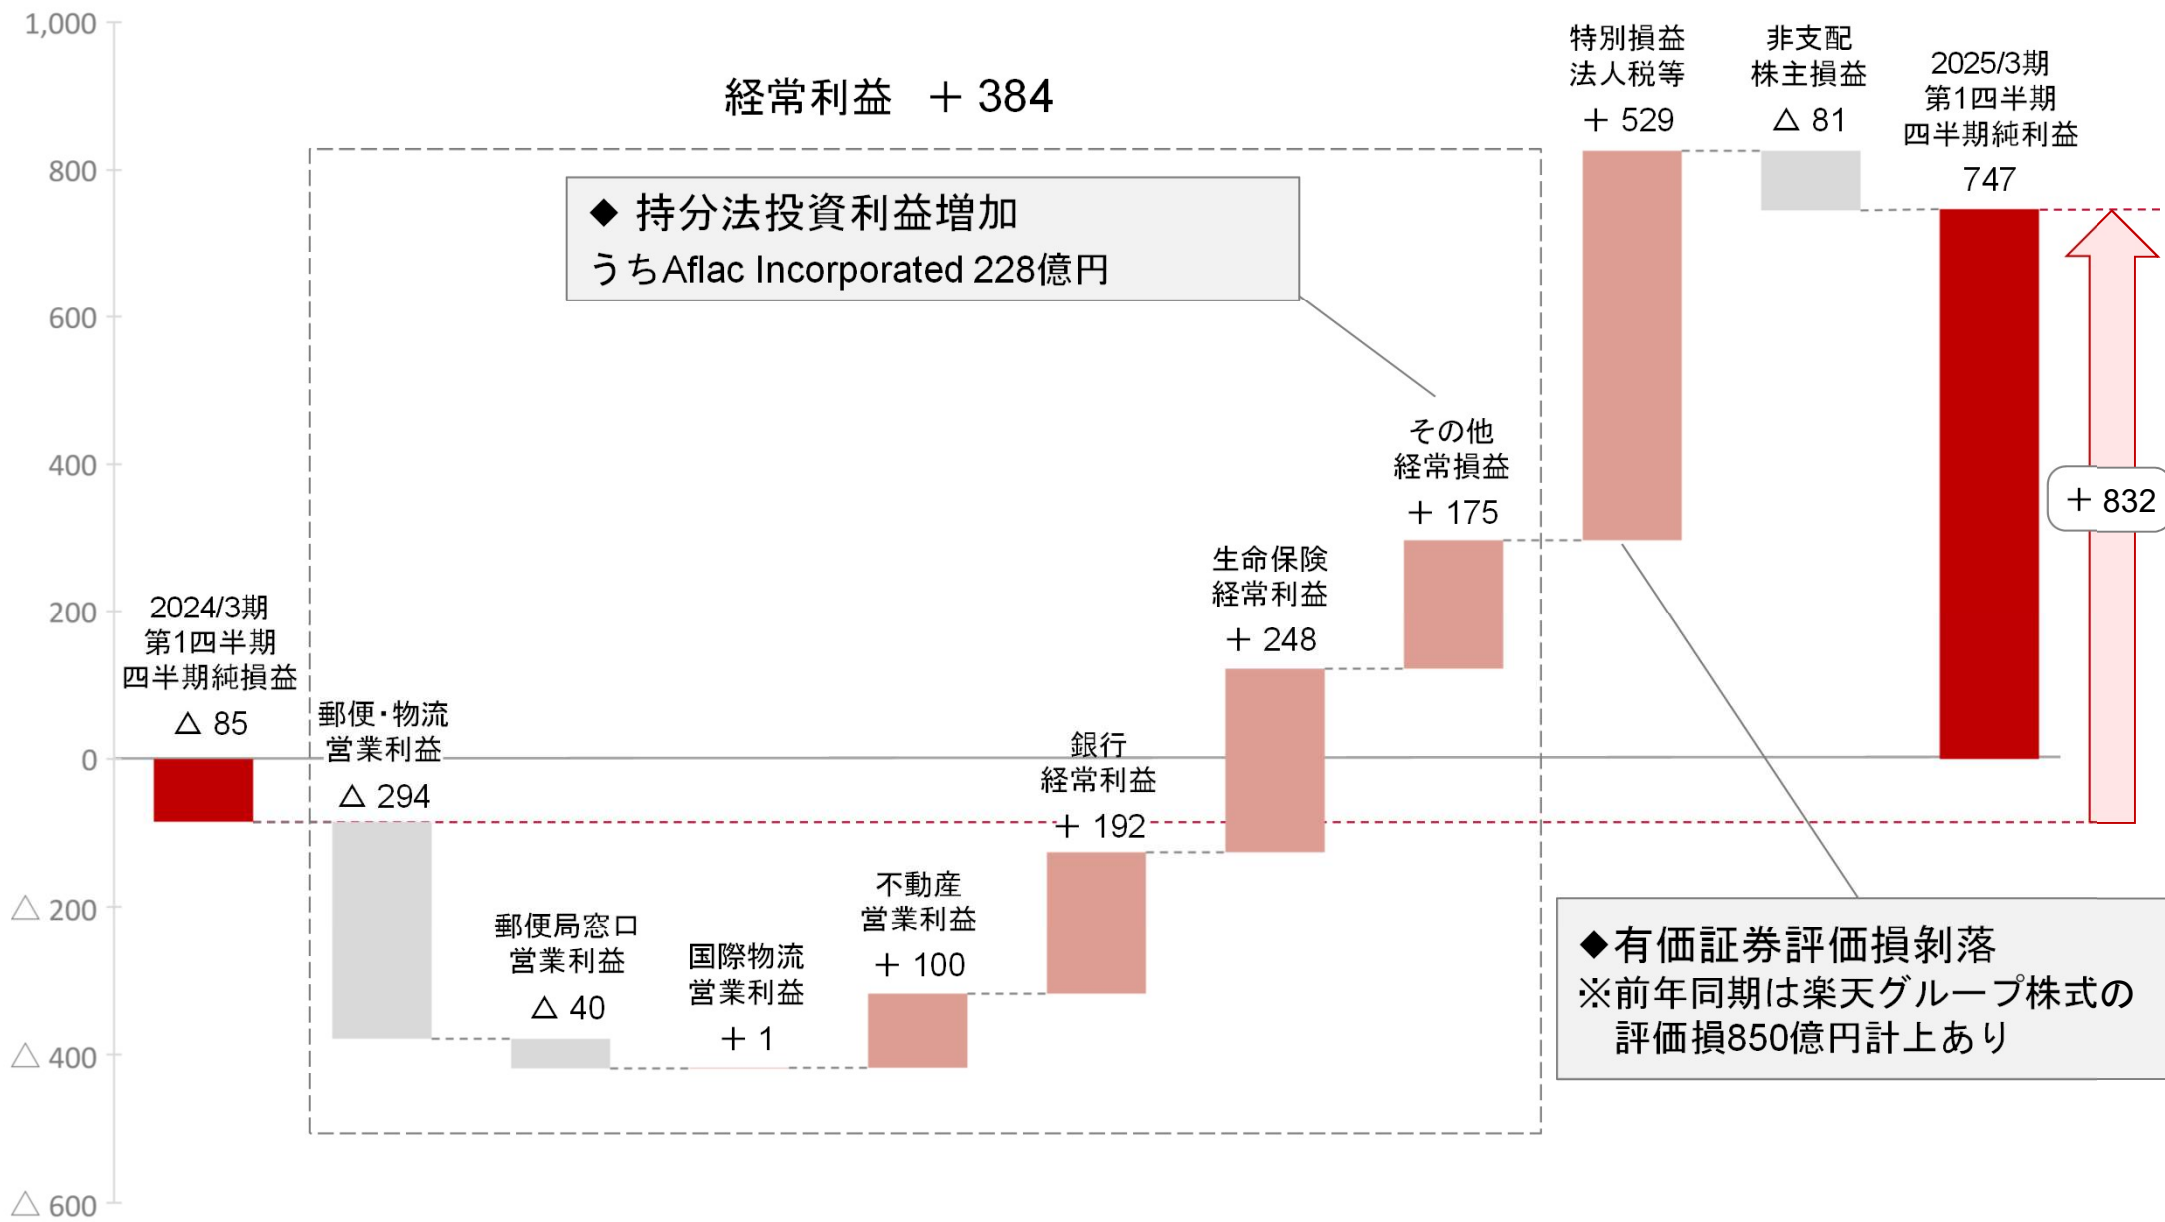 1,000
800
600
400
200
0
△ 200
△ 400
△ 600
経常利益 ＋ 384
◆ 持分法投資利益増加
うちAflac Incorporated 228億円
2024/3期
第1四半期
四半期純損益
△ 85
郵便・物流
営業利益
△ 294
郵便局窓口
営業利益
△ 40
国際物流
営業利益
＋ 1
不動産
営業利益
＋ 100
銀行
経常利益
＋ 192
生命保険
経常利益
＋ 248
その他
経常損益
＋ 175
特別損益
法人税等
＋ 529
非支配
株主損益
△ 81
2025/3期
第1四半期
四半期純利益
747
＋ 832
◆有価証券評価損剝落
※前年同期は楽天グループ株式の
評価損850億円計上あり